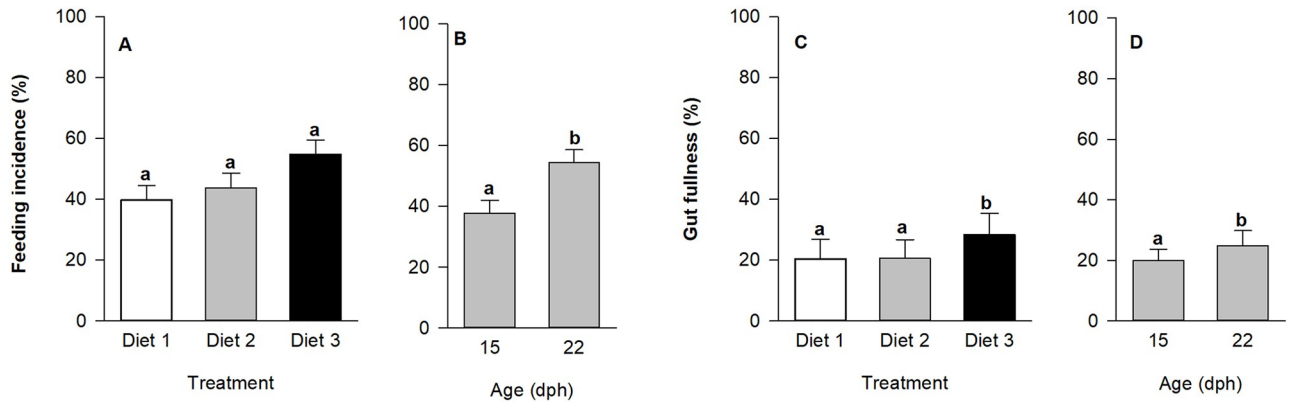 Feeding incidence (%)
A
100
80
60
40
20
0
a
a
a
Diet 1
Diet 2
Diet 3
Treatment
B
100
80
60
40
20
0
a
b
15
22
Age (dph)
Gut fullness (%)
C
100
80
60
40
20
0
a
a
b
Diet 1
Diet 2
Diet 3
Treatment
D
100
80
60
40
20
0
a
b
15
22
Age (dph)